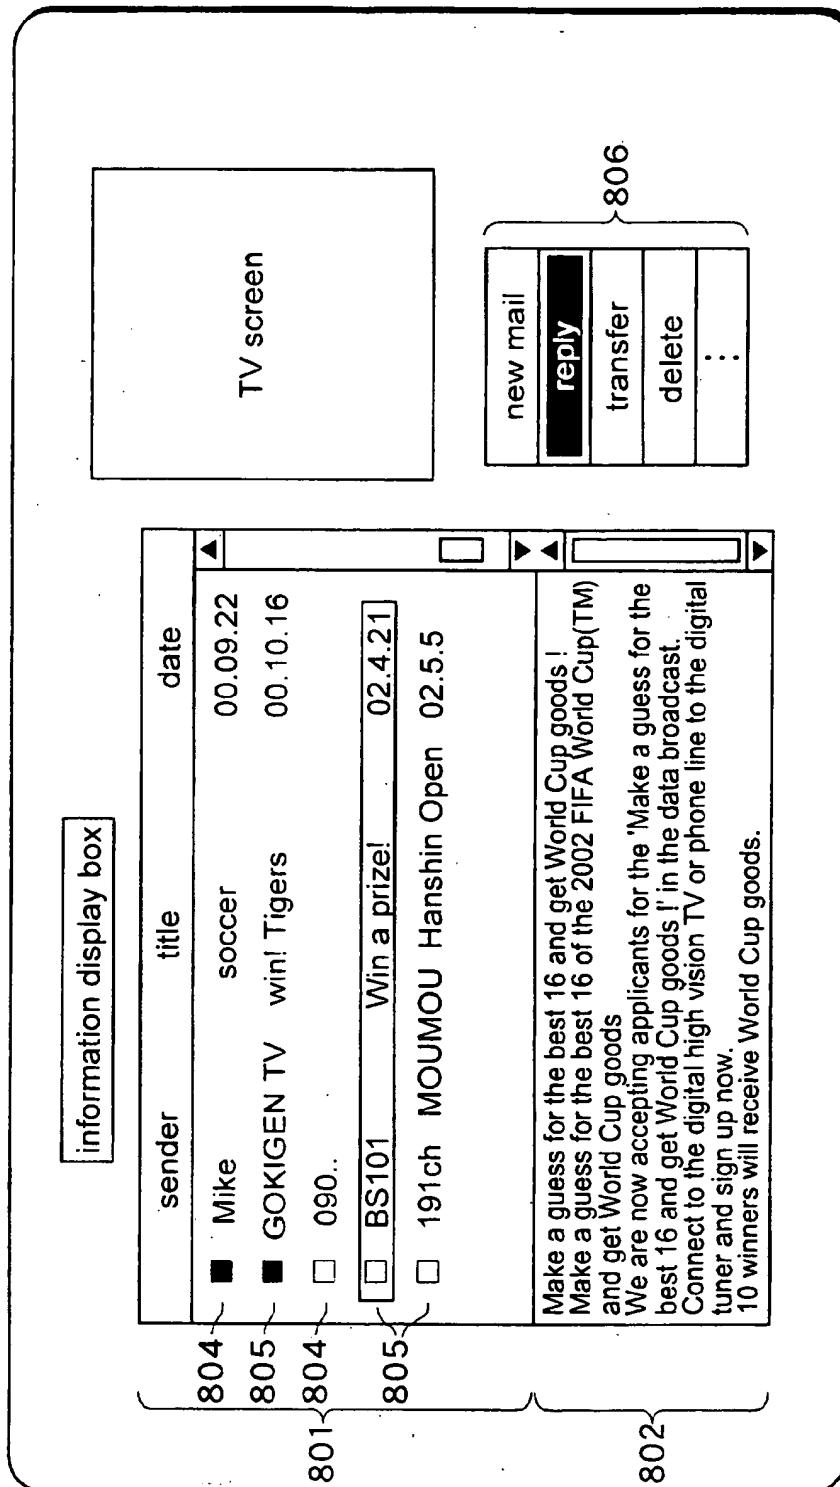 information display box
sender title date
804 ■ Mike soccer 00.09.22
805 ■ GOKIGEN TV win! Tigers 00.10.16
804 □ 090..
□ BS101 Win a prize! 02.4.21
805 □ 191ch MOUMOU Hanshin Open 02.5.5
801
Make a guess for the best 16 and get World Cup goods !
Make a guess for the best 16 of the 2002 FIFA World Cup(TM)
and get World Cup goods
We are now accepting applicants for the 'Make a guess for the
best 16 and get World Cup goods !' in the data broadcast.
Connect to the digital high vision TV or phone line to the digital
tuner and sign up now.
10 winners will receive World Cup goods.
802
TV screen
new mail
reply
transfer
delete
⋮
806